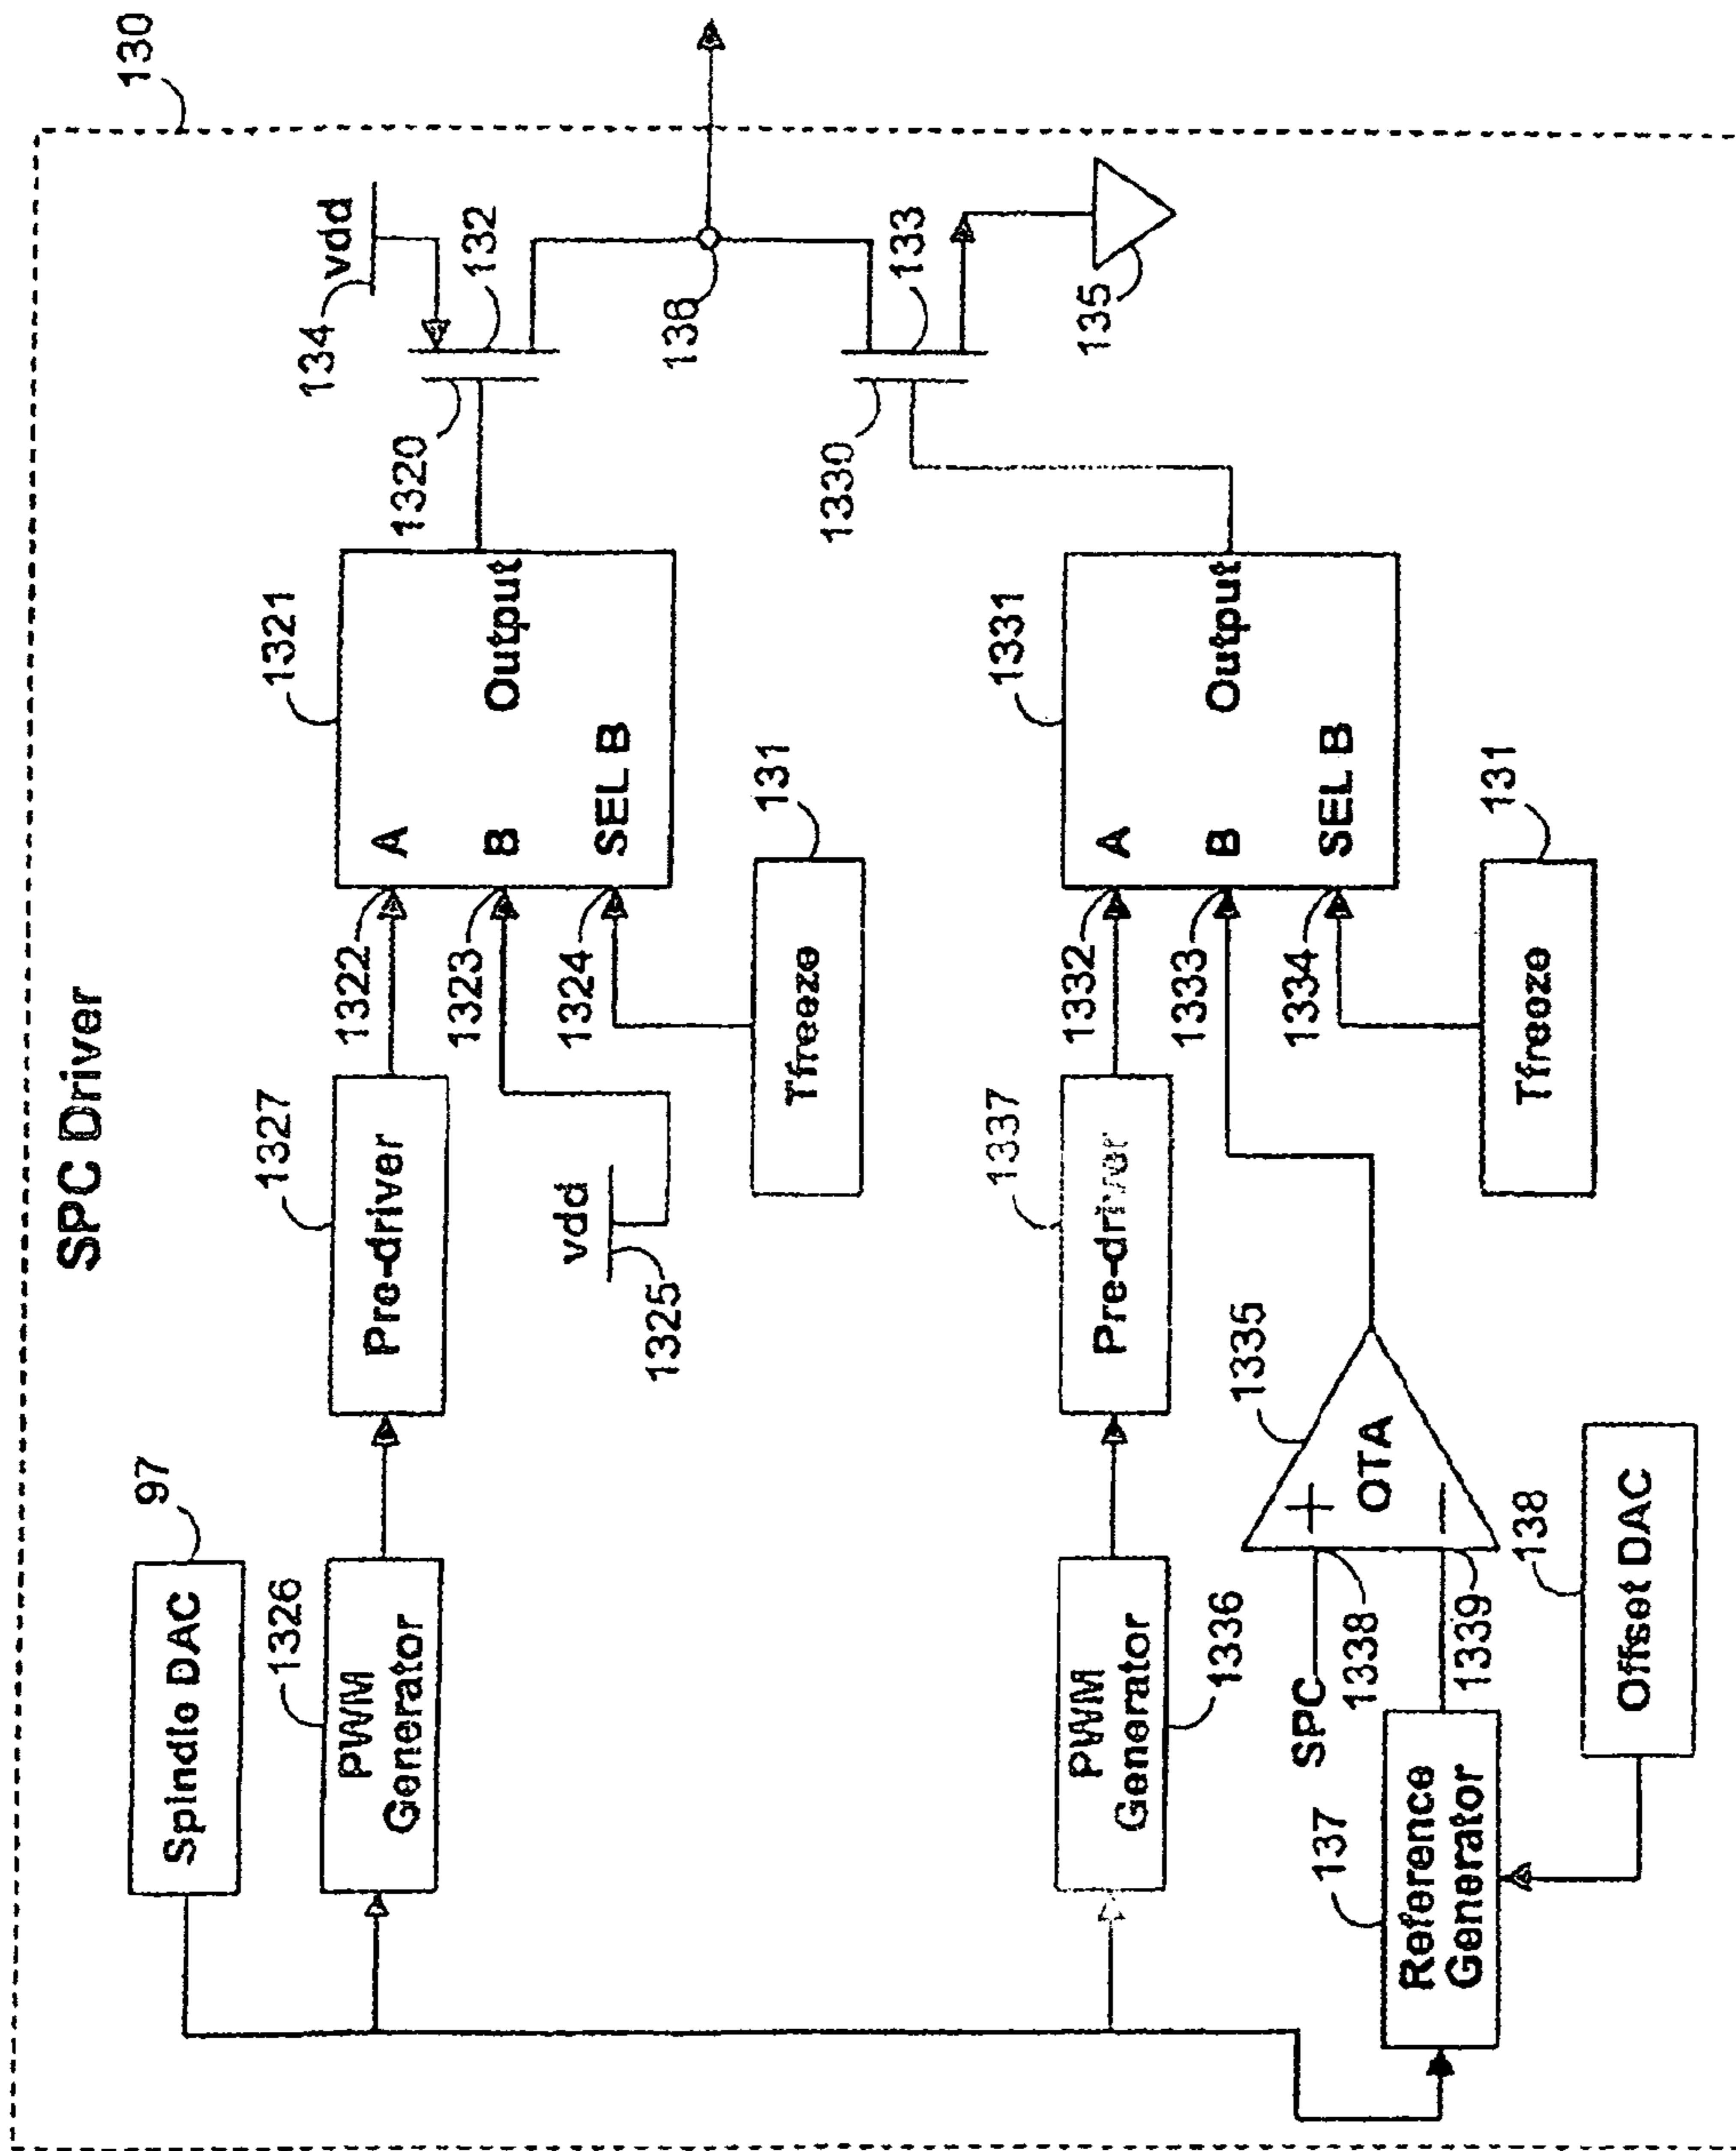 SPC Driver
130
Spindle DAC
97
PWM
Generator
1326
Pre-driver
1327
1322
1323
1324
vdd
1325
Tfreeze
131
A
B
SEL B
Output
1321
1320
134
vdd
132
136
PWM
Generator
1336
Pre-driver
1337
1332
1333
1334
A
B
SEL B
Output
1331
1330
133
135
SPC
1338
1339
OTA
1335
Reference
Generator
137
Offset DAC
138
Tfreeze
131